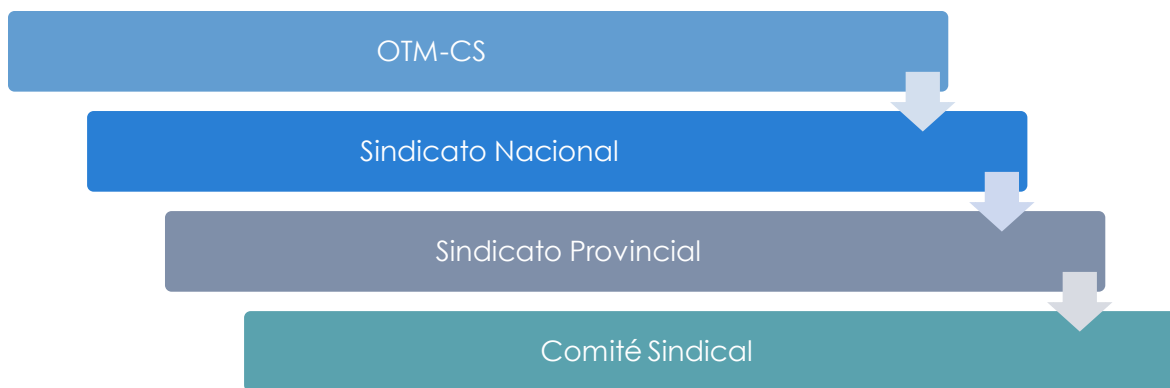 OTM-CS
Sindicato Nacional
Sindicato Provincial
Comité Sindical